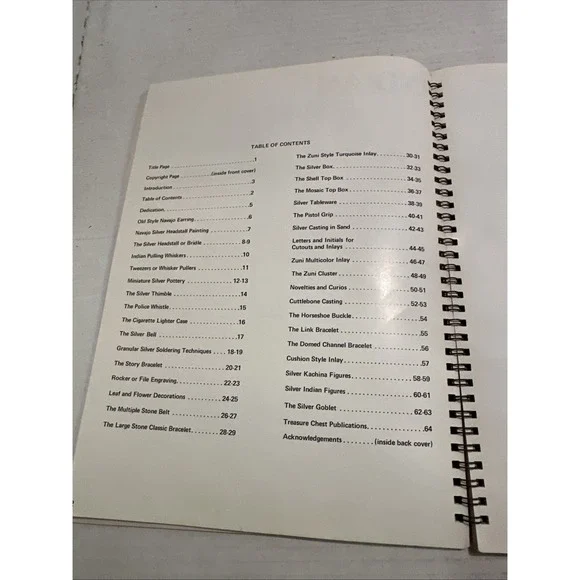 TABLE OF CONTENTS
Title Page . . . . . . . . . . . . . . . . . . . . . . . .1
Copyright Page . . . . . . . . . (inside front cover)
Introduction . . . . . . . . . . . . . . . . . . . . . . .3
Table of Contents . . . . . . . . . . . . . . . . . . . .2
Dedication. . . . . . . . . . . . . . . . . . . . . . . .5
Old Style Navajo Earring. . . . . . . . . . . . . . . .6
Navajo Silver Headstall Painting . . . . . . . . . . .7
The Silver Headstall or Bridle . . . . . . . . . . 8-9
Indian Pulling Whiskers . . . . . . . . . . . . . . .10
Tweezers or Whisker Pullers . . . . . . . . . . . .11
Miniature Silver Pottery . . . . . . . . . . . . 12-13
The Silver Thimble . . . . . . . . . . . . . . . . . .14
The Police Whistle . . . . . . . . . . . . . . . . . .15
The Cigarette Lighter Case . . . . . . . . . . . . .16
The Silver Bell . . . . . . . . . . . . . . . . . . . .17
Granular Silver Soldering Techniques . . . . 18-19
The Story Bracelet . . . . . . . . . . . . . . . 20-21
Rocker or File Engraving. . . . . . . . . . . . 22-23
Leaf and Flower Decorations . . . . . . . . . 24-25
The Multiple Stone Belt . . . . . . . . . . . . 26-27
The Large Stone Classic Bracelet. . . . . . . . 28-29
The Zuni Style Turquoise Inlay. . . . . . . . 30-31
The Silver Box. . . . . . . . . . . . . . . . . . 32-33
The Shell Top Box . . . . . . . . . . . . . . . 34-35
The Mosaic Top Box . . . . . . . . . . . . . . 36-37
Silver Tableware . . . . . . . . . . . . . . . . 38-39
The Pistol Grip . . . . . . . . . . . . . . . . . 40-41
Silver Casting in Sand . . . . . . . . . . . . . 42-43
Letters and Initials for
Cutouts and Inlays. . . . . . . . . . . . . . . 44-45
Zuni Multicolor Inlay . . . . . . . . . . . . . 46-47
The Zuni Cluster. . . . . . . . . . . . . . . . 48-49
Novelties and Curios . . . . . . . . . . . . . . 50-51
Cuttlebone Casting . . . . . . . . . . . . . . . 52-53
The Horseshoe Buckle. . . . . . . . . . . . . . . .54
The Link Bracelet . . . . . . . . . . . . . . . . . .55
The Domed Channel Bracelet . . . . . . . . . . . .56
Cushion Style Inlay. . . . . . . . . . . . . . . . . .57
Silver Kachina Figures. . . . . . . . . . . . . 58-59
Silver Indian Figures . . . . . . . . . . . . . . 60-61
The Silver Goblet . . . . . . . . . . . . . . . 62-63
Treasure Chest Publications. . . . . . . . . . . . .64
Acknowledgements . . . . . . . . (inside back cover)